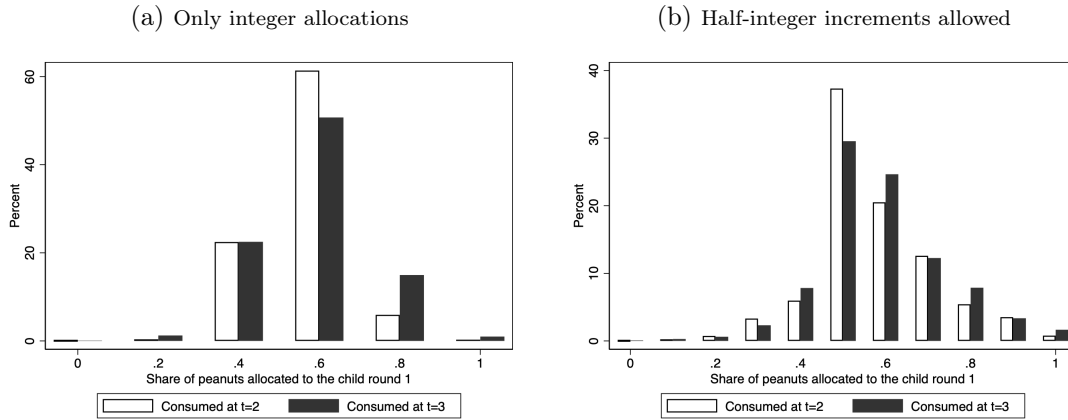 (a) Only integer allocations
60
40
20
0
Percent
0 .2 .4 .6 .8 1
Share of peanuts allocated to the child round 1
Consumed at t=2 Consumed at t=3
(b) Half-integer increments allowed
40
30
20
10
0
Percent
0 .2 .4 .6 .8 1
Share of peanuts allocated to the child round 1
Consumed at t=2 Consumed at t=3